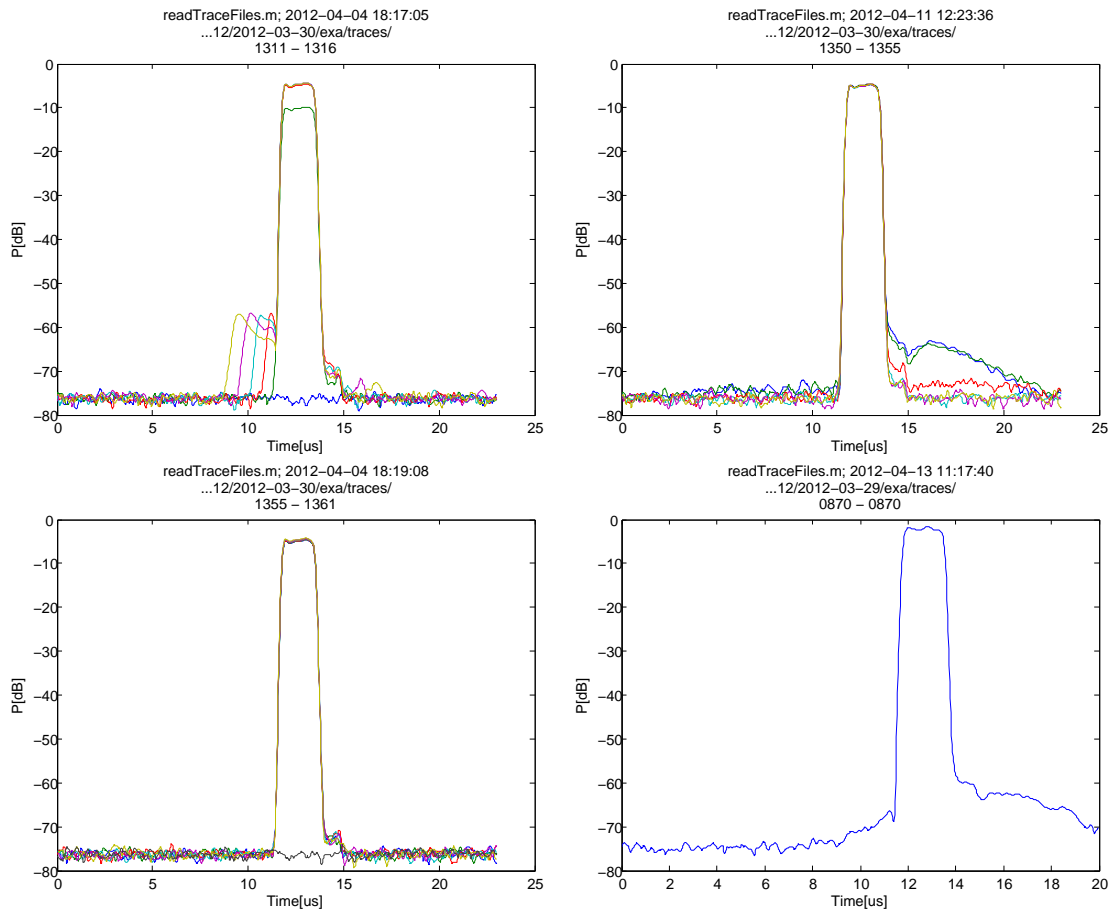 readTraceFiles.m; 2012−04−04 18:17:05
...12/2012−03−30/exa/traces/
1311 − 1316
0
−10
−20
−30
−40
−50
−60
−70
−80
P[dB]
0 5 10 15 20 25
Time[us]
readTraceFiles.m; 2012−04−11 12:23:36
...12/2012−03−30/exa/traces/
1350 − 1355
0
−10
−20
−30
−40
−50
−60
−70
−80
P[dB]
0 5 10 15 20 25
Time[us]
readTraceFiles.m; 2012−04−04 18:19:08
...12/2012−03−30/exa/traces/
1355 − 1361
0
−10
−20
−30
−40
−50
−60
−70
−80
P[dB]
0 5 10 15 20 25
Time[us]
readTraceFiles.m; 2012−04−13 11:17:40
...12/2012−03−29/exa/traces/
0870 − 0870
0
−10
−20
−30
−40
−50
−60
−70
−80
P[dB]
0 2 4 6 8 10 12 14 16 18 20
Time[us]